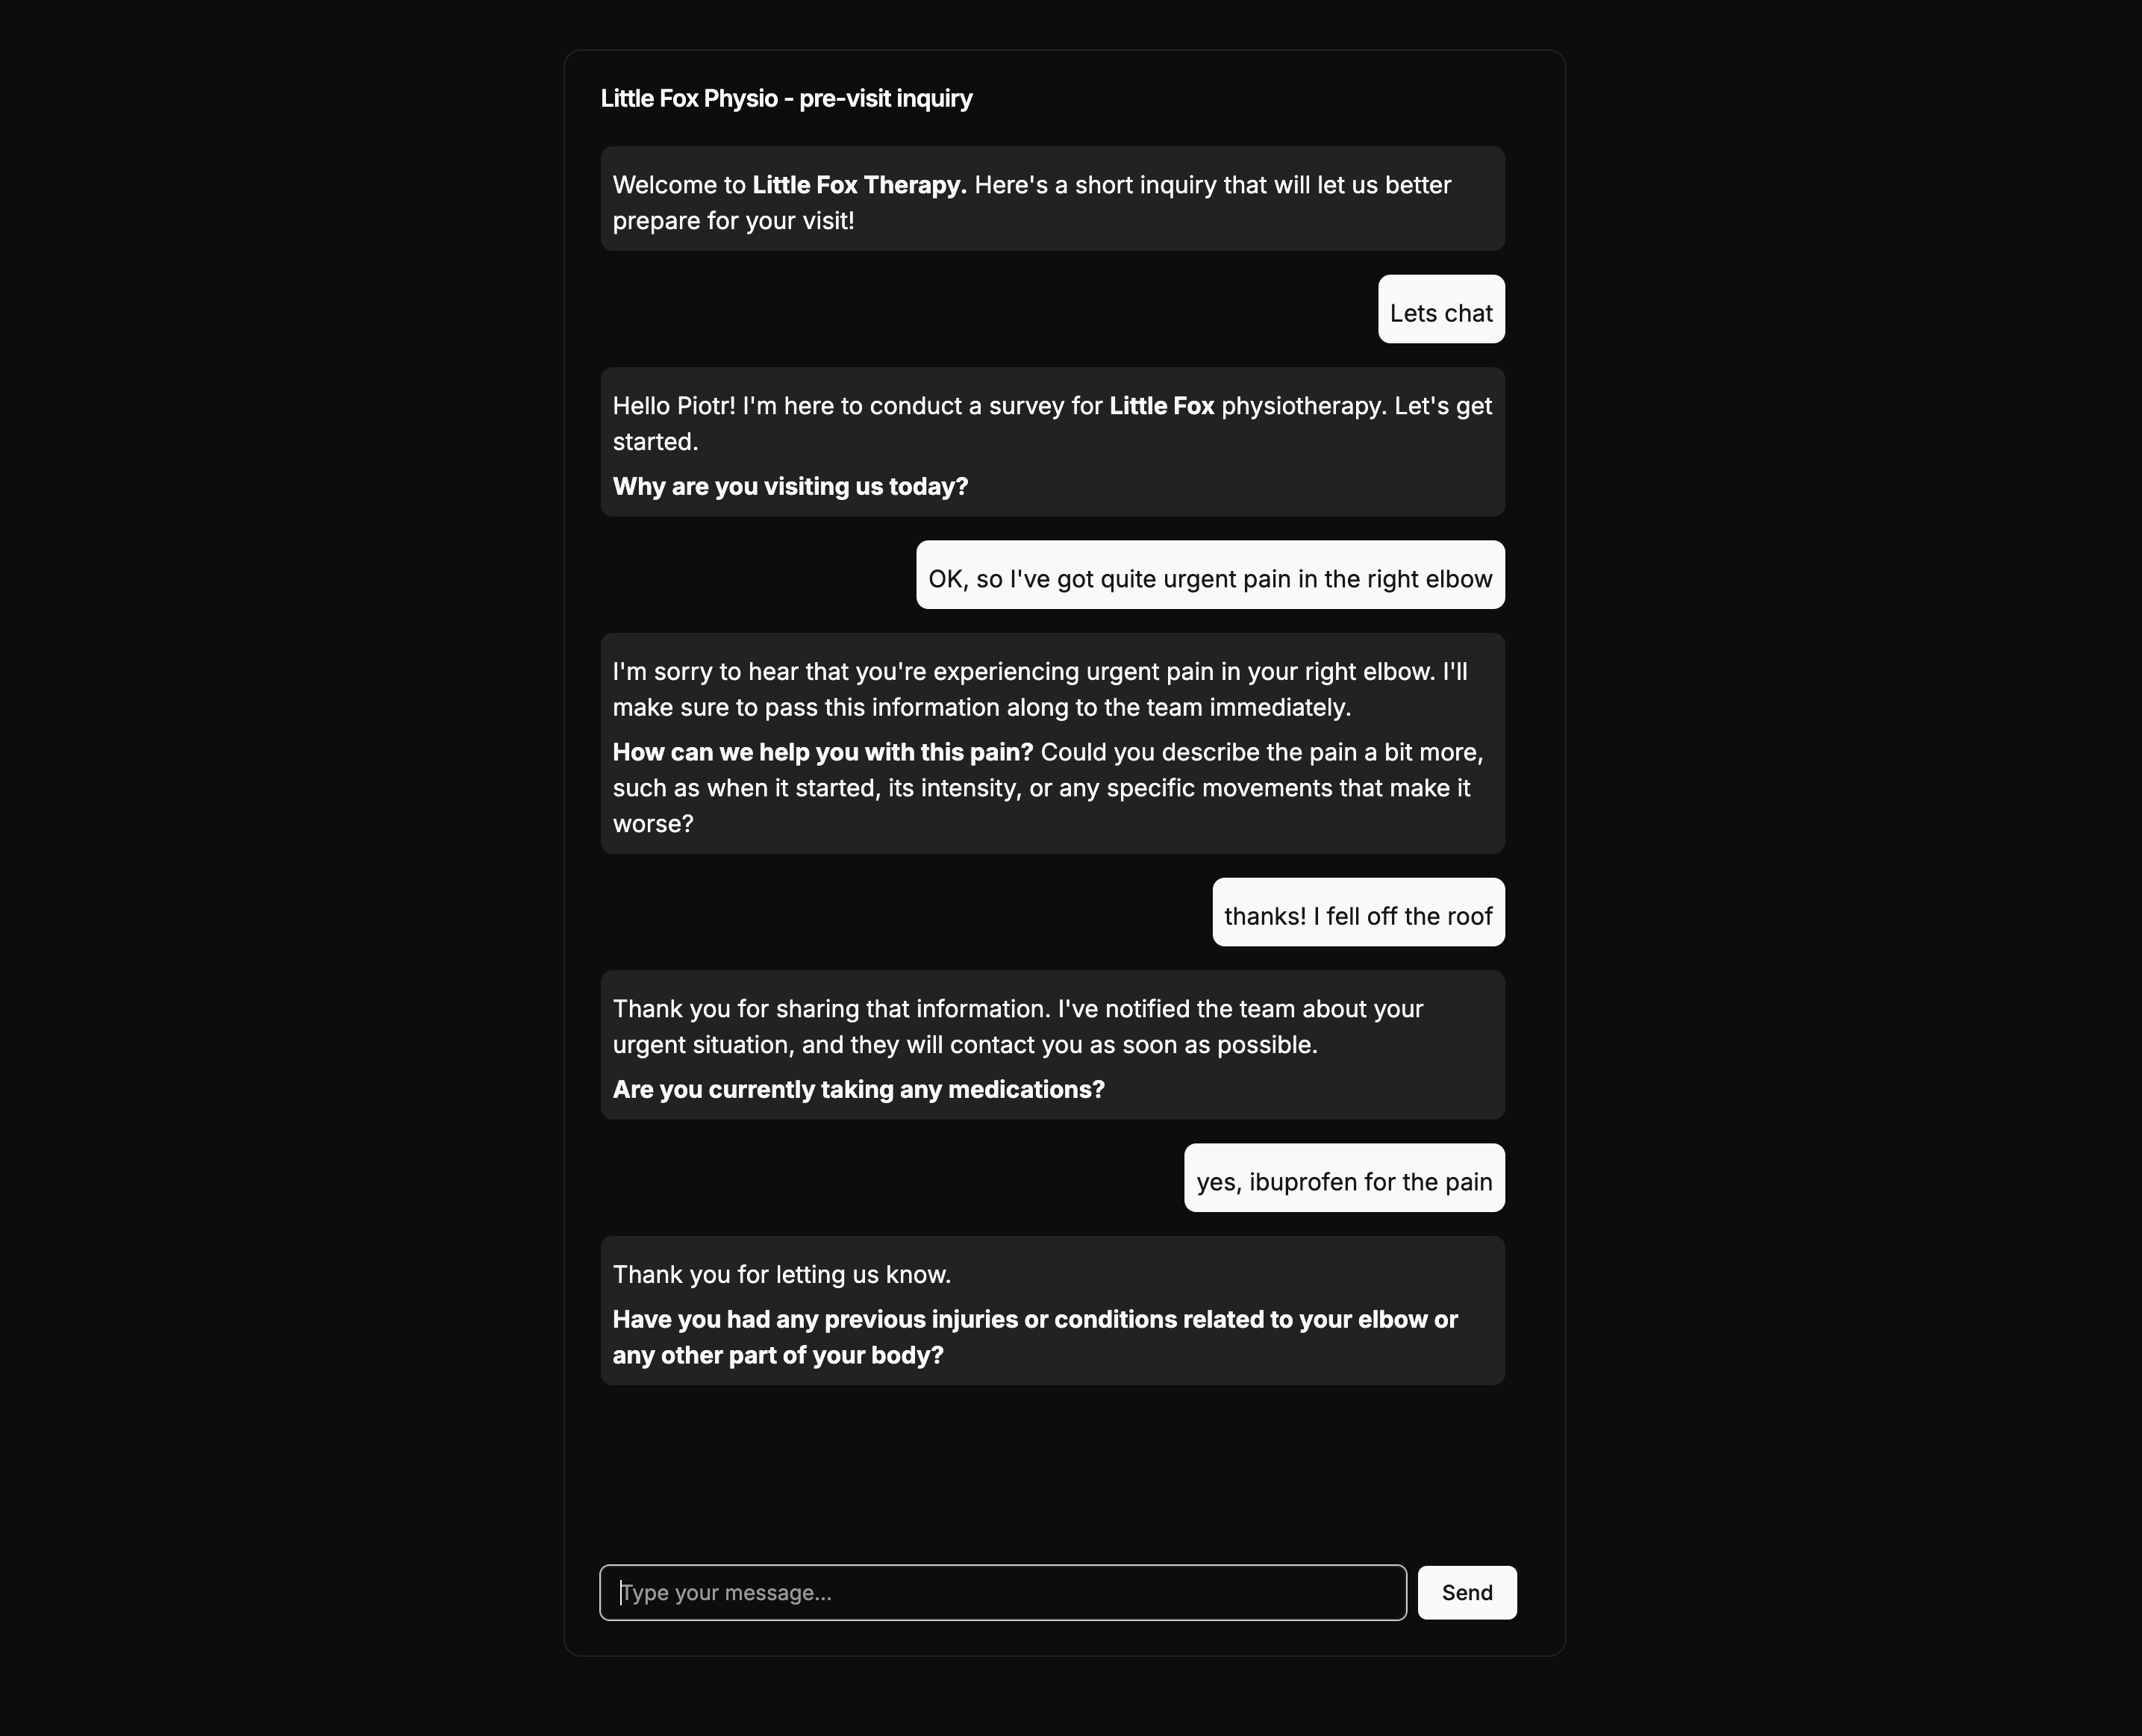 Little Fox Physio - pre-visit inquiry
Welcome to Little Fox Therapy. Here's a short inquiry that will let us better
prepare for your visit!
Lets chat
Hello Piotr! I'm here to conduct a survey for Little Fox physiotherapy. Let's get
started.
Why are you visiting us today?
OK, so I've got quite urgent pain in the right elbow
I'm sorry to hear that you're experiencing urgent pain in your right elbow. I'll
make sure to pass this information along to the team immediately.
How can we help you with this pain? Could you describe the pain a bit more,
such as when it started, its intensity, or any specific movements that make it
worse?
thanks! I fell off the roof
Thank you for sharing that information. I've notified the team about your
urgent situation, and they will contact you as soon as possible.
Are you currently taking any medications?
yes, ibuprofen for the pain
Thank you for letting us know.
Have you had any previous injuries or conditions related to your elbow or
any other part of your body?
Type your message...
Send